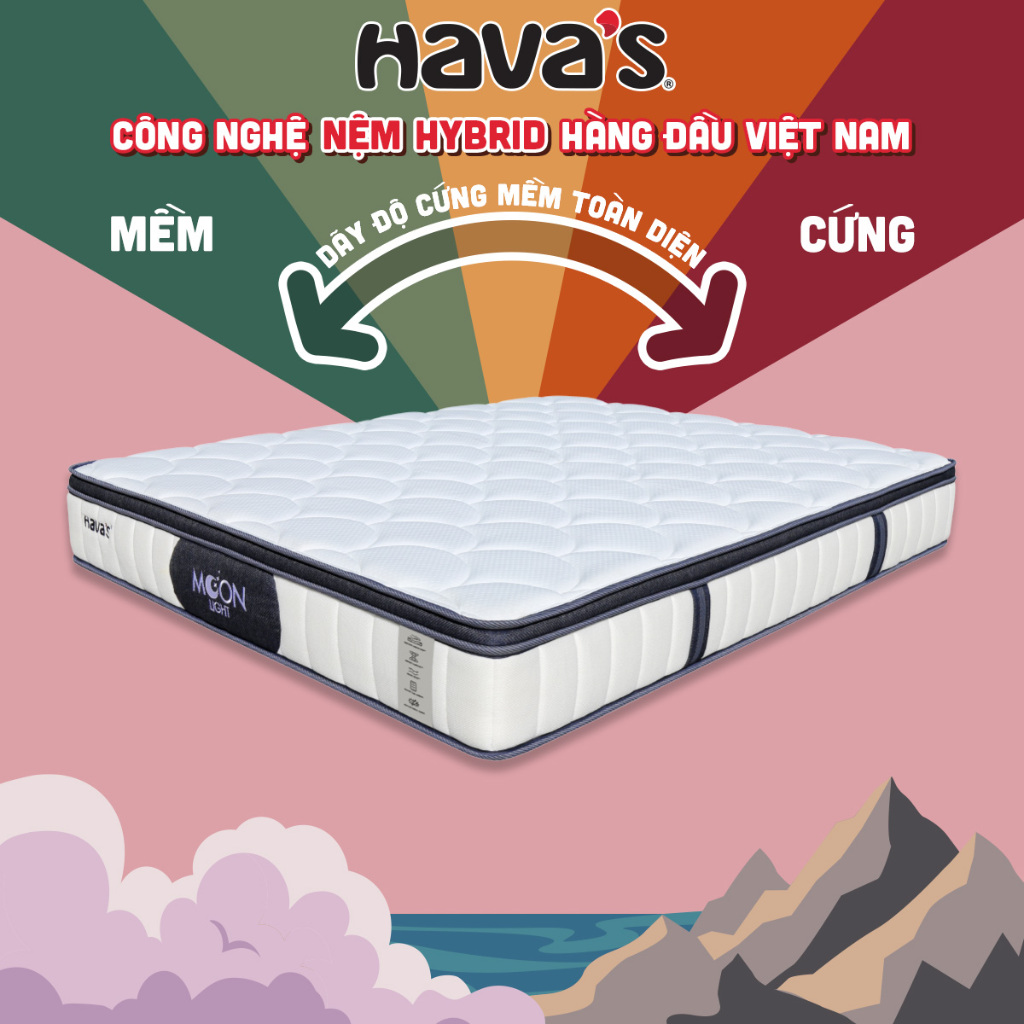 Hava's®
CÔNG NGHỆ NỆM HYBRID HÀNG ĐẦU VIỆT NAM
DÃY ĐỘ CỨNG MỀM TOÀN DIỆN
MỀM
CỨNG
Hava's
MOON
LIGHT